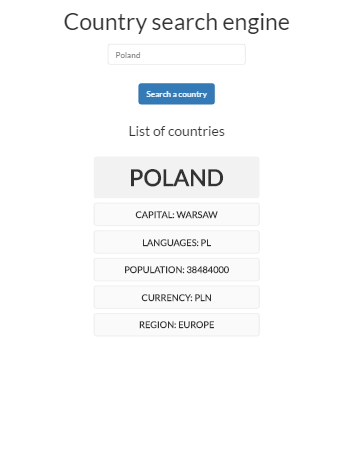 Country search engine
Poland
Search a country
List of countries
POLAND
CAPITAL: WARSAW
LANGUAGES: PL
POPULATION: 38484000
CURRENCY: PLN
REGION: EUROPE